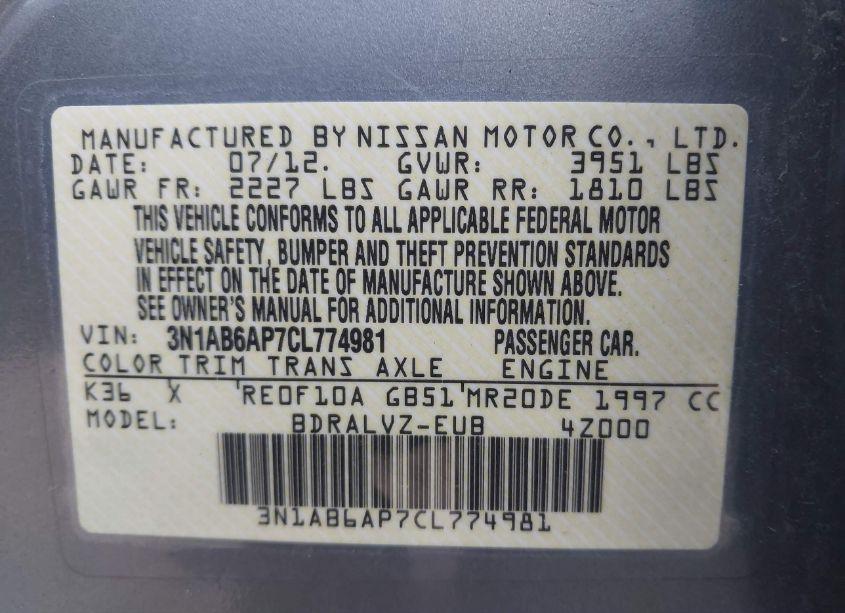 MANUFACTURED BY NISSAN MOTOR CO., LTD.
DATE: 07/12. GVWR: 3951 LBS
GAWR FR: 2227 LBS GAWR RR: 1810 LBS
THIS VEHICLE CONFORMS TO ALL APPLICABLE FEDERAL MOTOR
VEHICLE SAFETY, BUMPER AND THEFT PREVENTION STANDARDS
IN EFFECT ON THE DATE OF MANUFACTURE SHOWN ABOVE.
SEE OWNER'S MANUAL FOR ADDITIONAL INFORMATION.
VIN: 3N1AB6AP7CL774981 PASSENGER CAR.
COLOR TRIM TRANS AXLE ENGINE
K36 X RE0F10A GB51 MR20DE 1997 CC
MODEL: BDRALVZ-EUB 4Z000
3N1AB6AP7CL774981